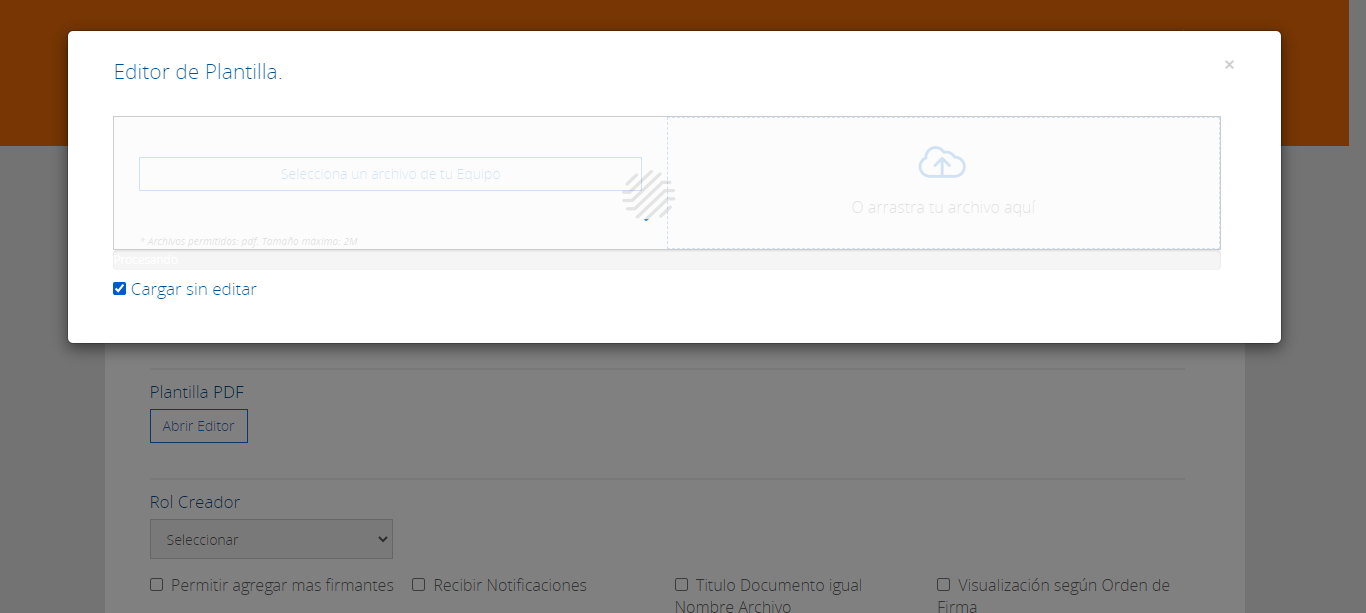 Editor de Plantilla.
×
Selecciona un archivo de tu Equipo
O arrastra tu archivo aquí
* Archivos permitidos: pdf. Tamaño maximo: 2M
Procesando
Cargar sin editar
Plantilla PDF
Abrir Editor
Rol Creador
Seleccionar
Permitir agregar mas firmantes
Recibir Notificaciones
Titulo Documento igual
Nombre Archivo
Visualización según Orden de
Firma